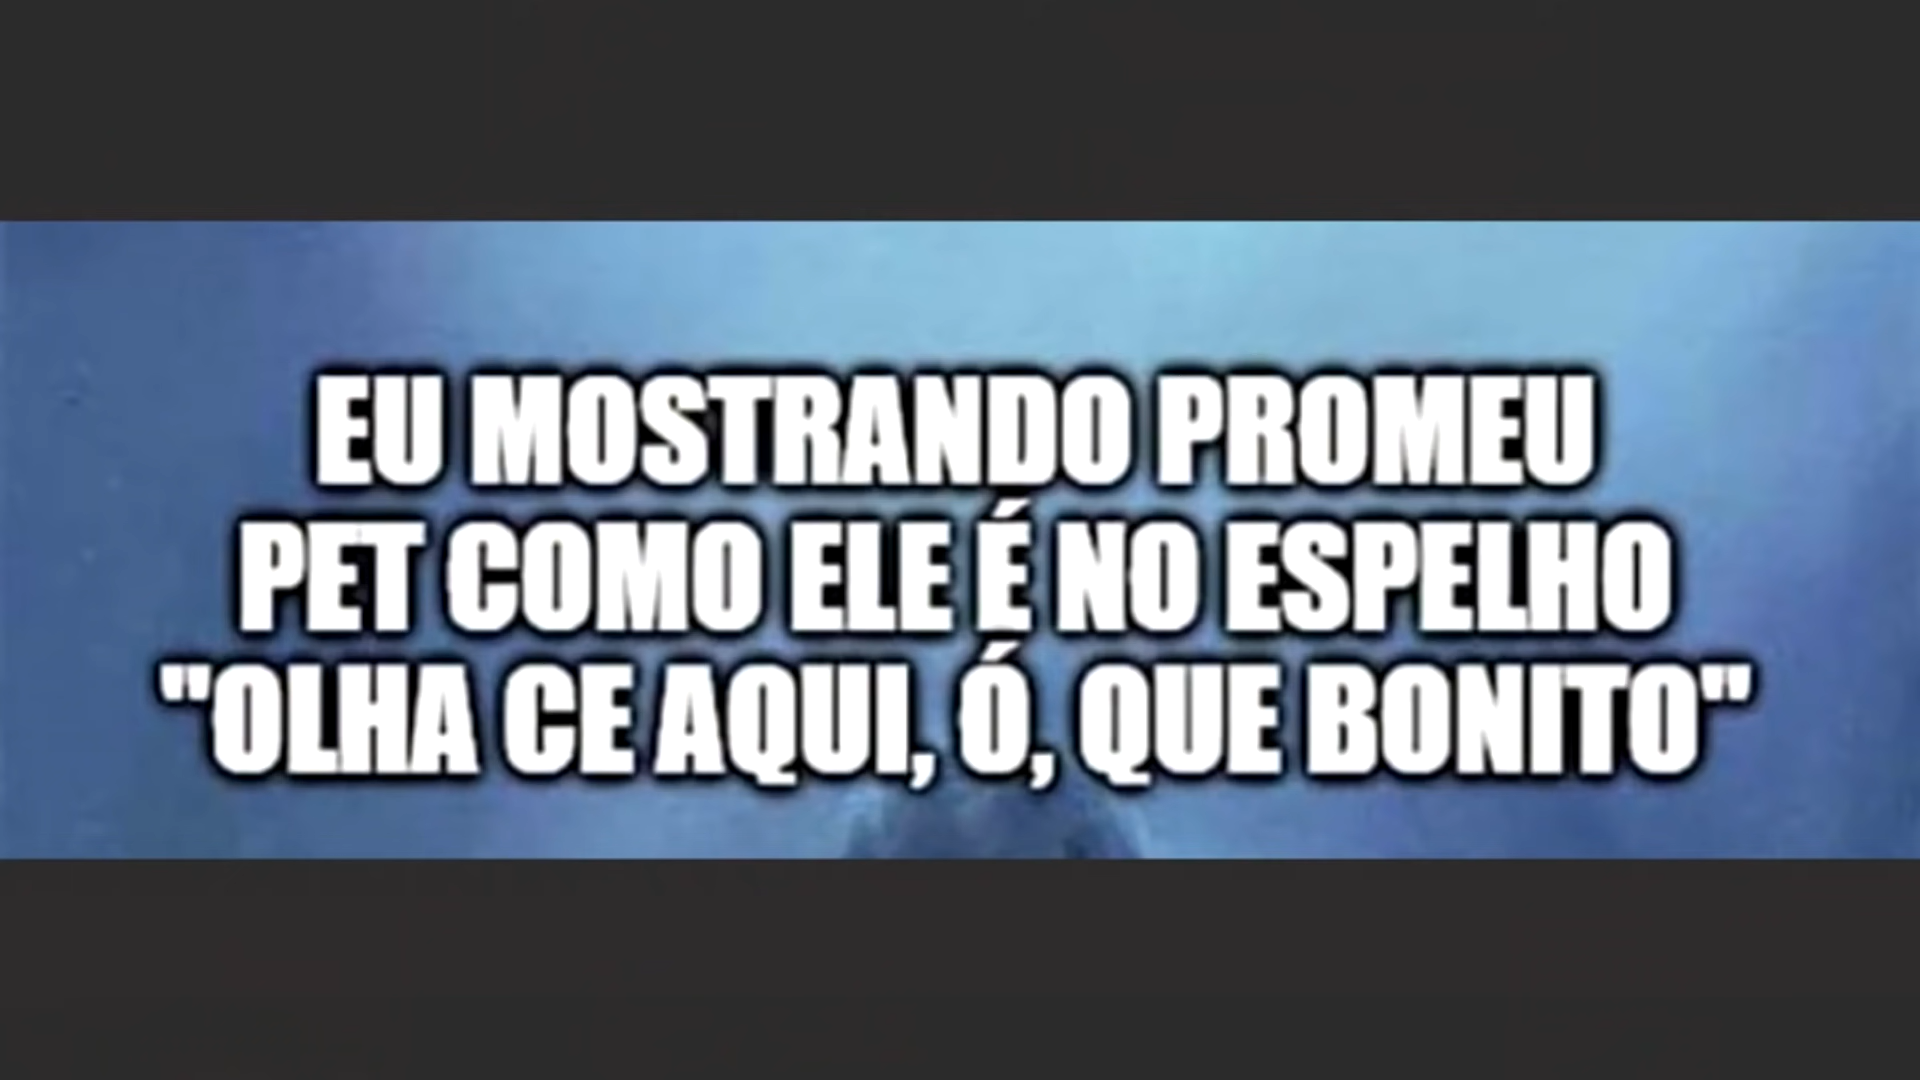 EU MOSTRANDO PROMEU
PET COMO ELE É NO ESPELHO
"OLHA CE AQUI, Ó, QUE BONITO"